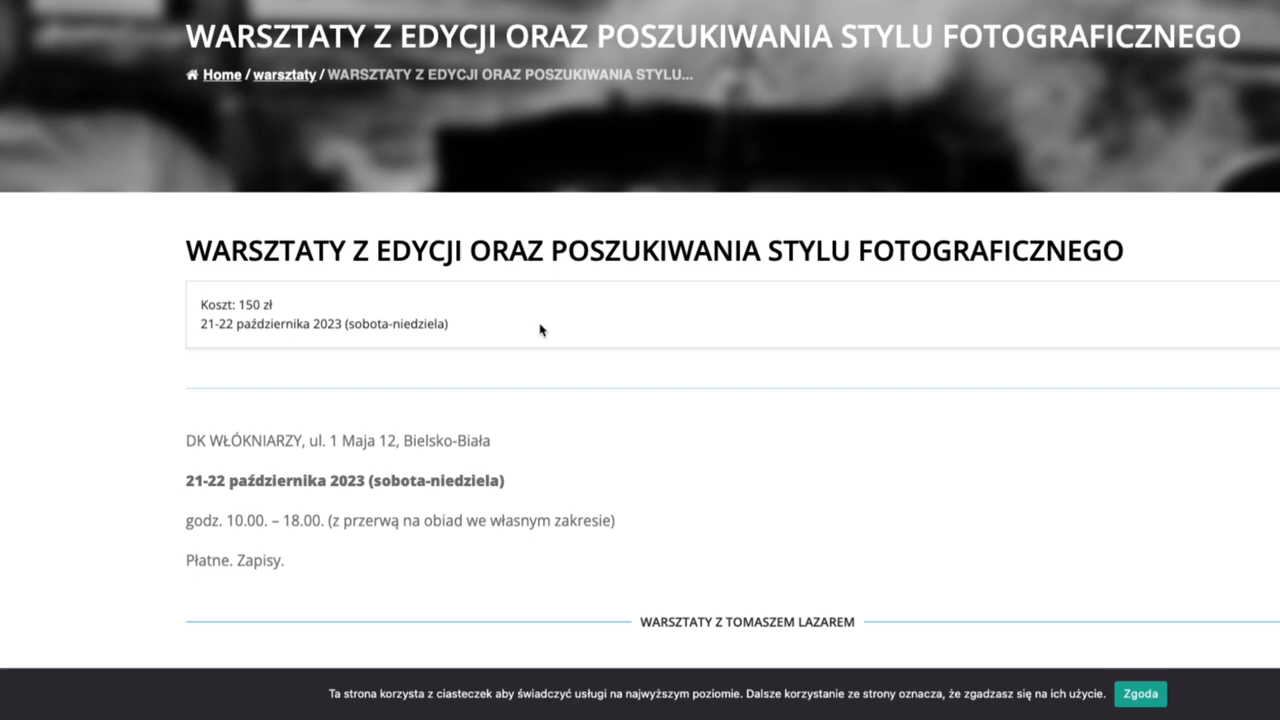 WARSZTATY Z EDYCJI ORAZ POSZUKIWANIA STYLU FOTOGRAFICZNEGO
Home / warsztaty / WARSZTATY Z EDYCJI ORAZ POSZUKIWANIA STYLU...
WARSZTATY Z EDYCJI ORAZ POSZUKIWANIA STYLU FOTOGRAFICZNEGO
Koszt: 150 zł
21-22 października 2023 (sobota-niedziela)
DK WŁÓKNIARZY, ul. 1 Maja 12, Bielsko-Biała
21-22 października 2023 (sobota-niedziela)
godz. 10.00. – 18.00. (z przerwą na obiad we własnym zakresie)
Płatne. Zapisy.
WARSZTATY Z TOMASZEM LAZAREM
Ta strona korzysta z ciasteczek aby świadczyć usługi na najwyższym poziomie. Dalsze korzystanie ze strony oznacza, że zgadzasz się na ich użycie. Zgoda